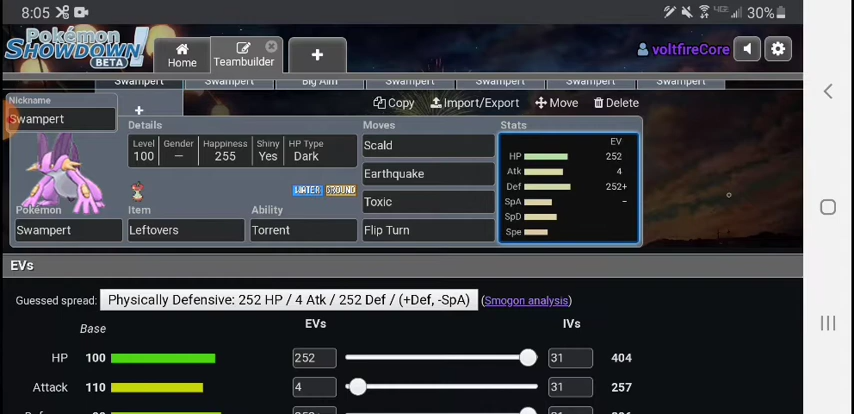 8:05 30%
Pokémon
SHOWDOWN!
BETA
Home
Teambuilder
+
voltfireCore
Swampert Swampert Big Aim Swampert Swampert Swampert Swampert
+
Copy Import/Export Move Delete
Nickname
Swampert
Details
Level Gender Happiness Shiny HP Type
100 — 255 Yes Dark
WATER GROUND
Pokémon Item Ability
Swampert Leftovers Torrent
Moves
Scald
Earthquake
Toxic
Flip Turn
Stats
EV
HP 252
Atk 4
Def 252+
SpA −
SpD
Spe
EVs
Guessed spread: Physically Defensive: 252 HP / 4 Atk / 252 Def / (+Def, -SpA) (Smogon analysis)
Base EVs IVs
HP 100 252 31 404
Attack 110 4 31 257